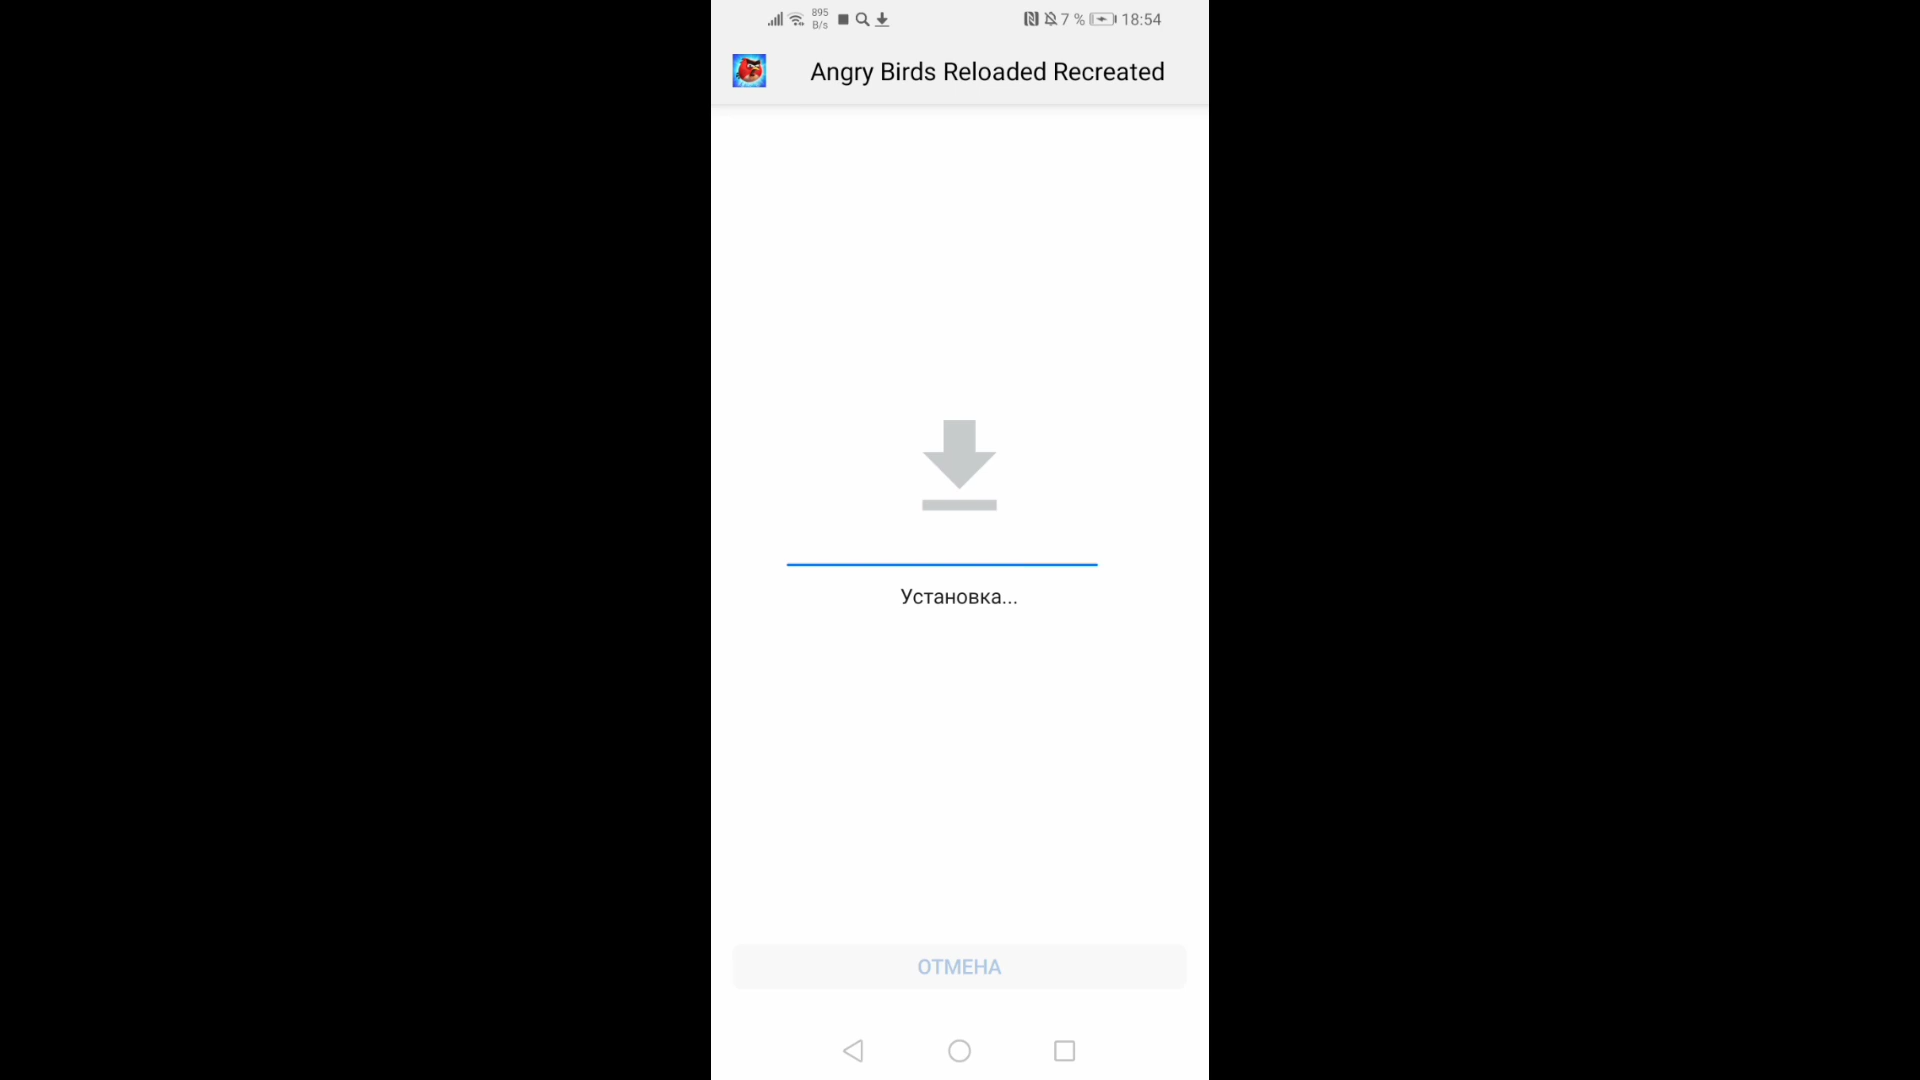 895
B/s
7 %
18:54
Angry Birds Reloaded Recreated
Установка...
ОТМЕНА